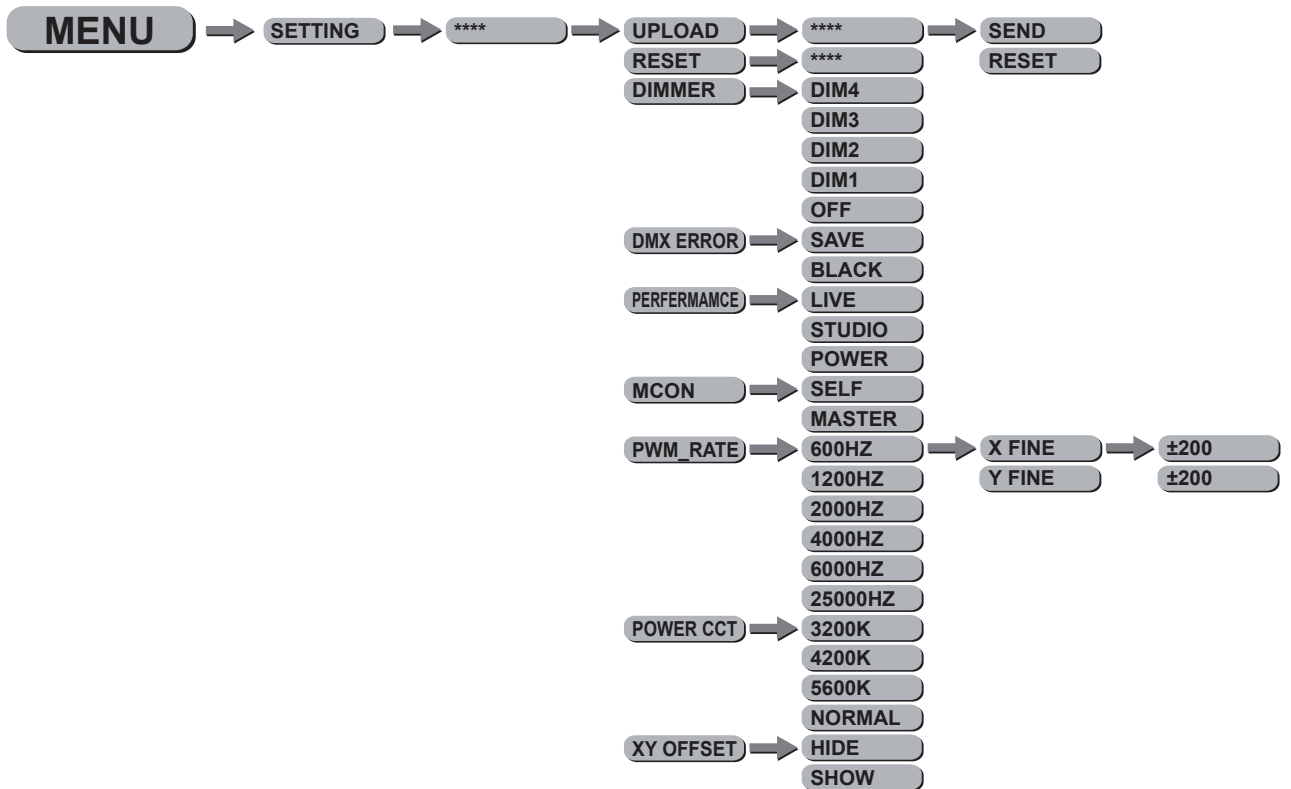 MENU SETTING **** UPLOAD **** SEND
RESET **** RESET
DIMMER DIM4
DIM3
DIM2
DIM1
OFF
DMX ERROR SAVE
BLACK
PERFERMAMCE LIVE
STUDIO
POWER
MCON SELF
MASTER
PWM_RATE 600HZ X FINE ±200
1200HZ Y FINE ±200
2000HZ
4000HZ
6000HZ
25000HZ
POWER CCT 3200K
4200K
5600K
NORMAL
XY OFFSET HIDE
SHOW